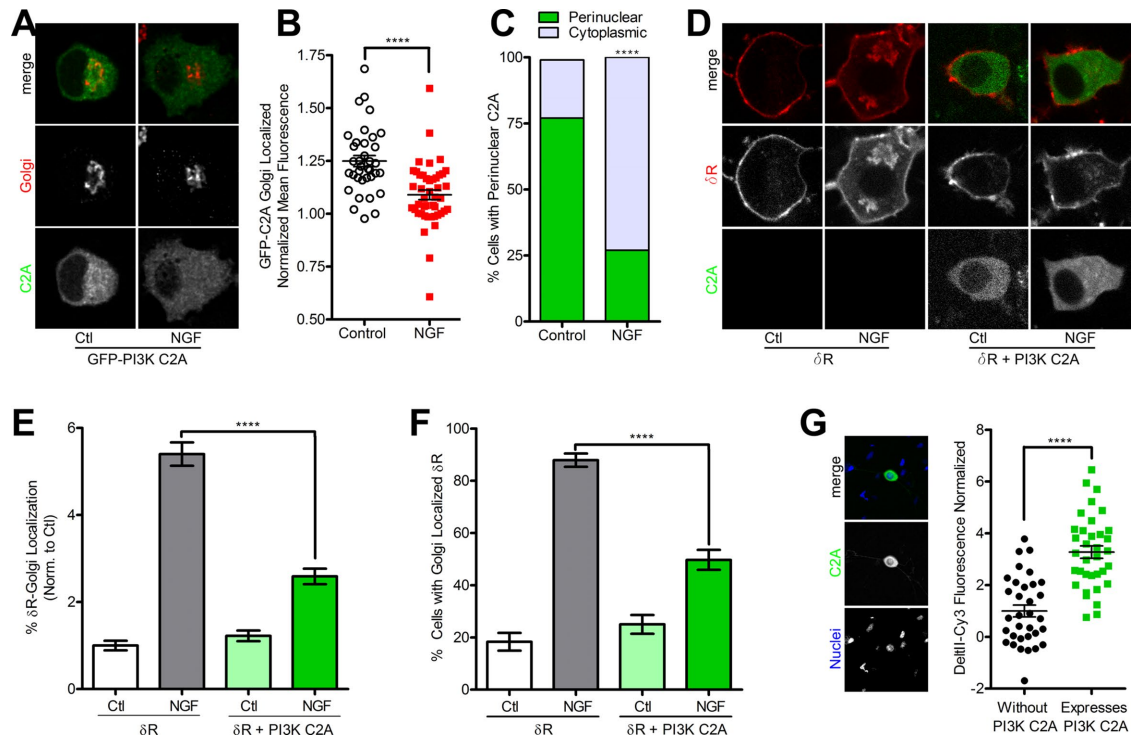 A
merge
Golgi
C2A
Ctl NGF
GFP-PI3K C2A
B
****
GFP-C2A Golgi Localized
Normalized Mean Fluorescence
1.75
1.50
1.25
1.00
0.75
0.50
Control NGF
C
Perinuclear
Cytoplasmic
****
% Cells with Perinuclear C2A
100
75
50
25
0
Control NGF
D
merge
δR
C2A
Ctl NGF Ctl NGF
δR δR + PI3K C2A
E
****
% δR-Golgi Localization
(Norm. to Ctl)
6
4
2
0
Ctl NGF Ctl NGF
δR δR + PI3K C2A
F
****
% Cells with Golgi Localized δR
100
80
60
40
20
0
Ctl NGF Ctl NGF
δR δR + PI3K C2A
G
merge
C2A
Nuclei
****
DeltII-Cy3 Fluorescence Normalized
8
6
4
2
0
-2
Without Expresses
PI3K C2A PI3K C2A